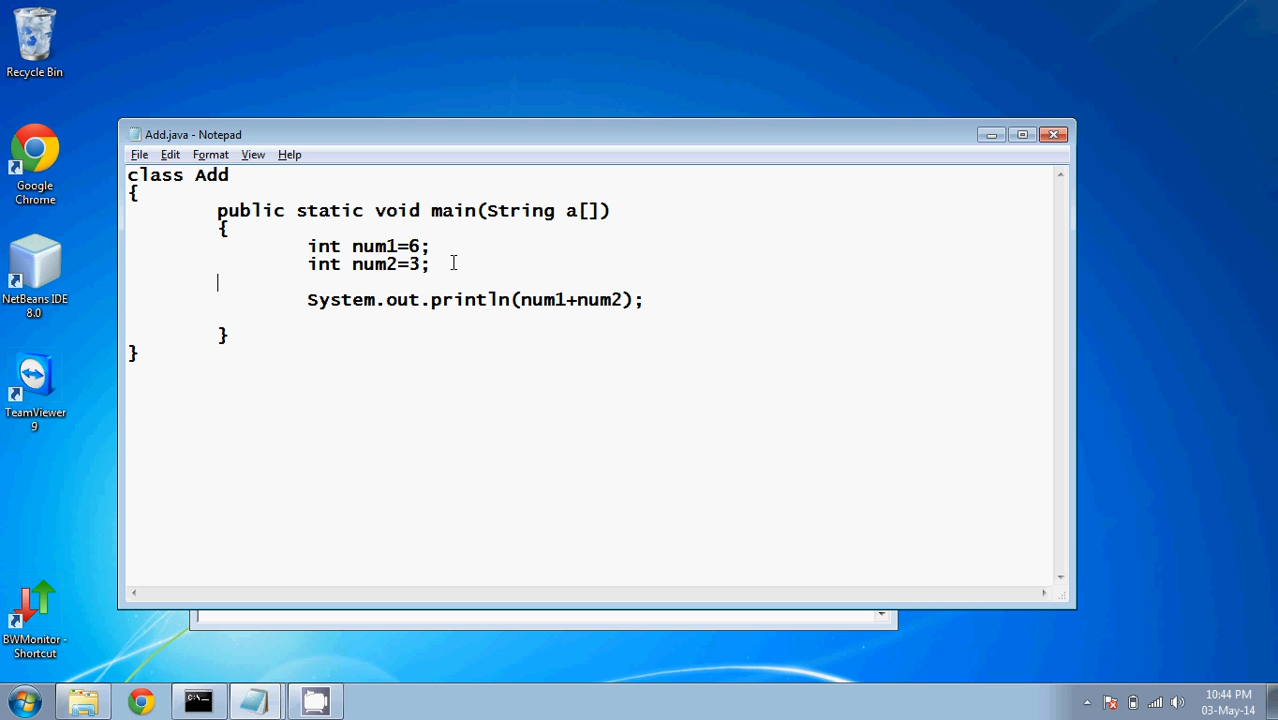 Recycle Bin
Google
Chrome
NetBeans IDE
8.0
TeamViewer
9
BWMonitor -
Shortcut
Add.java - Notepad
File Edit Format View Help
class Add
{
public static void main(String a[])
{
int num1=6;
int num2=3;
System.out.println(num1+num2);
}
}
C:\_
10:44 PM
03-May-14